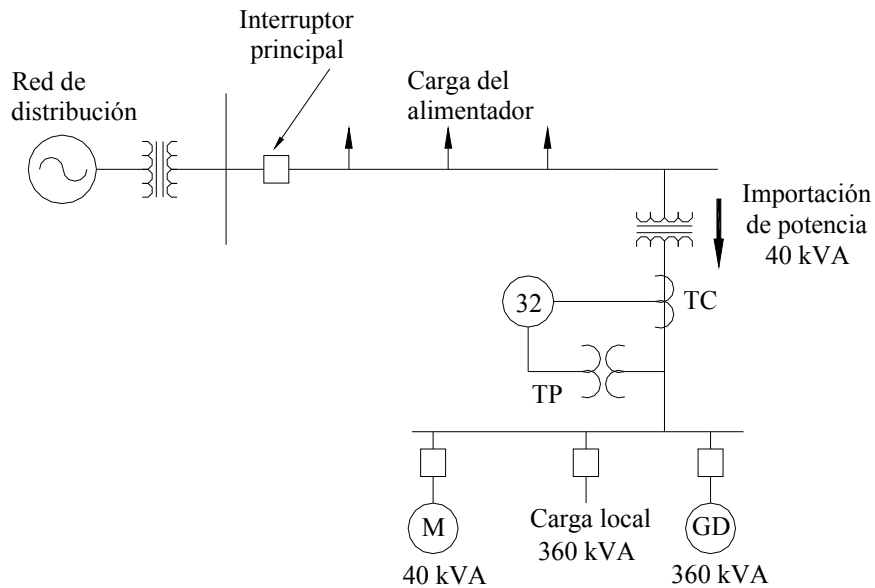 Interruptor
principal
Red de
distribución
Carga del
alimentador
Importación
de potencia
40 kVA
32
TC
TP
M
40 kVA
Carga local
360 kVA
GD
360 kVA